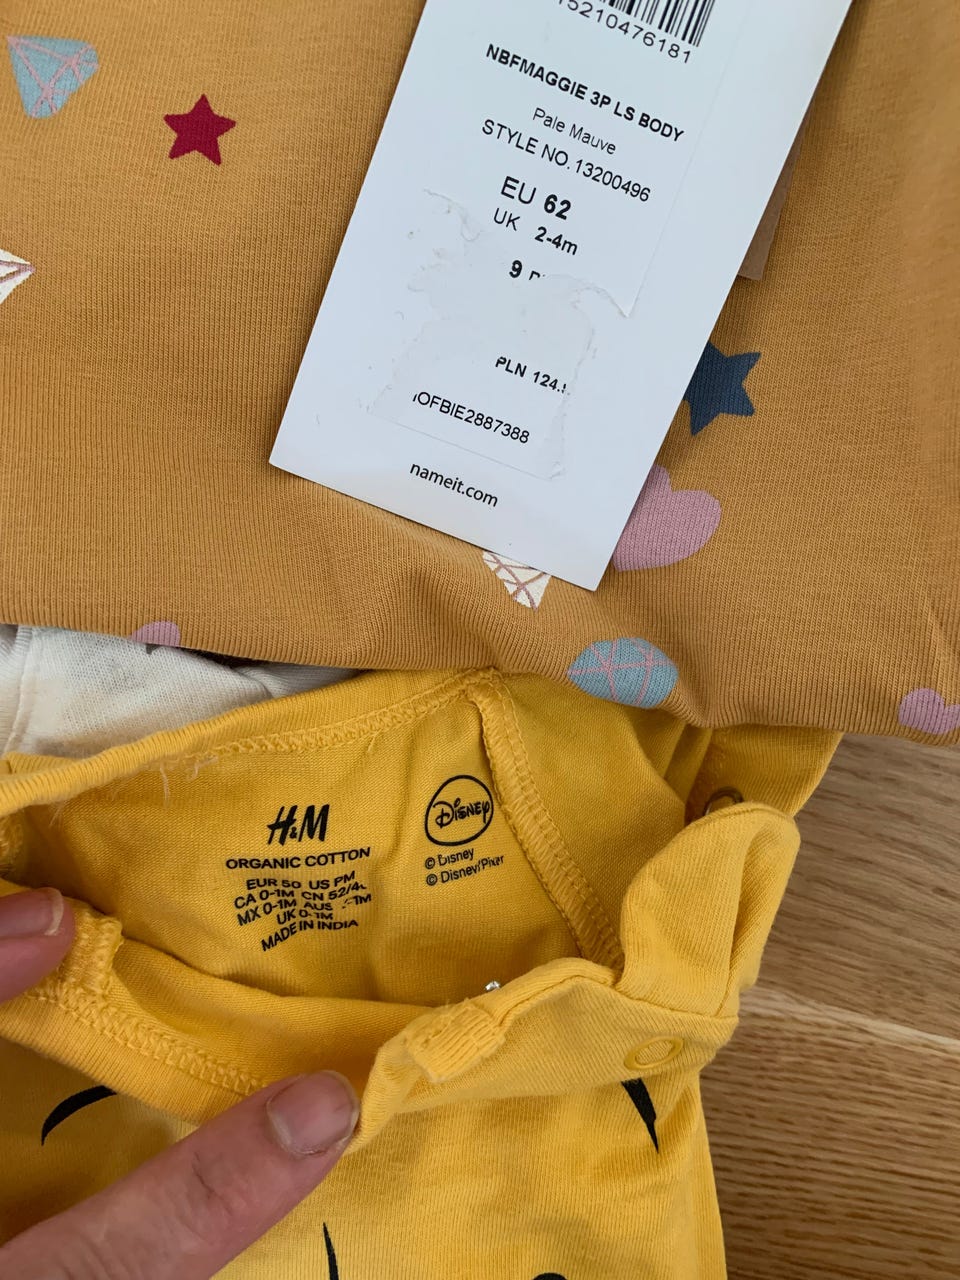 15210476181
NBFMAGGIE 3P LS BODY
Pale Mauve
STYLE NO. 13200496
EU 62
UK 2-4m
9
PLN 124.
OFBIE2887388
nameit.com
H&M
ORGANIC COTTON
EUR 50 US PM
CA 0-1M CN 52/4
MX 0-1M AUS 1M
UK 0-1M
MADE IN INDIA
Disney
© Disney
© Disney/Pixar